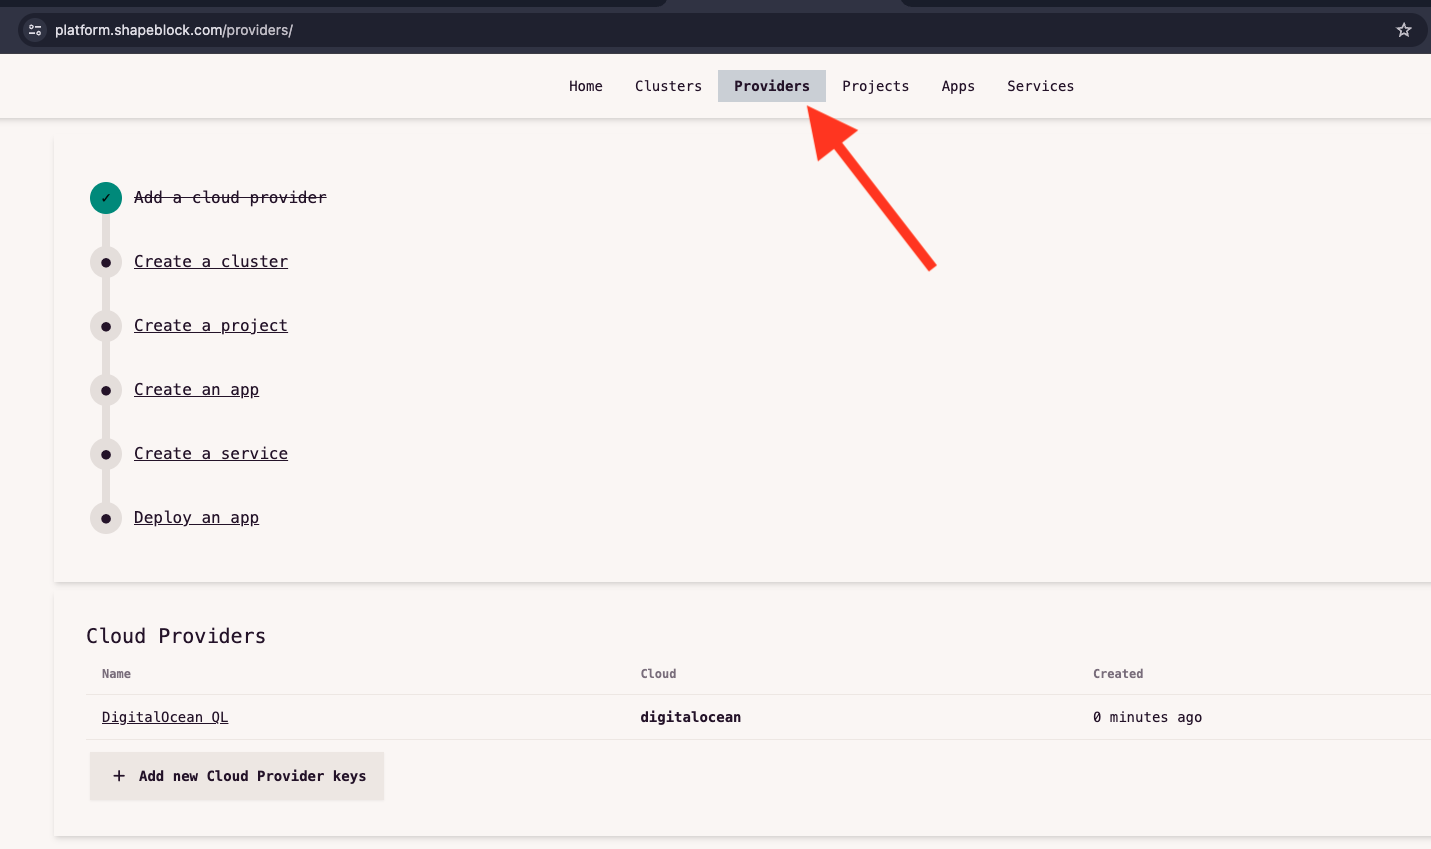 platform.shapeblock.com/providers/
Home Clusters Providers Projects Apps Services
✓ Add a cloud provider
Create a cluster
Create a project
Create an app
Create a service
Deploy an app
Cloud Providers
Name Cloud Created
DigitalOcean QL digitalocean 0 minutes ago
+ Add new Cloud Provider keys